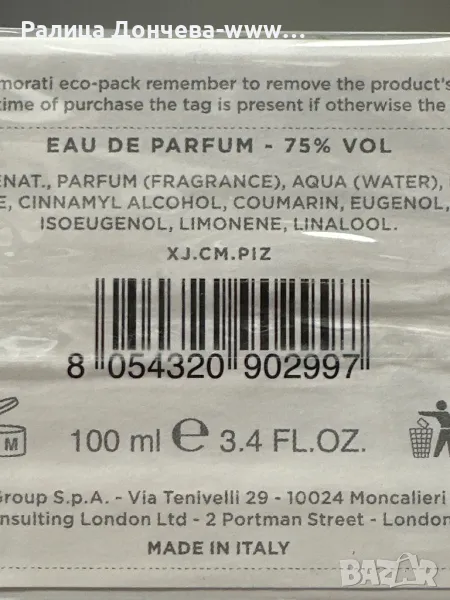 Ралица Дончева-www...
morati eco-pack remember to remove the product's
time of purchase the tag is present if otherwise the
EAU DE PARFUM - 75% VOL
ENAT., PARFUM (FRAGRANCE), AQUA (WATER),
E, CINNAMYL ALCOHOL, COUMARIN, EUGENOL,
ISOEUGENOL, LIMONENE, LINALOOL.
XJ.CM.PIZ
8 054320 902997
M 100 ml e 3.4 FL.OZ.
Group S.p.A. - Via Tenivelli 29 - 10024 Moncalieri
onsulting London Ltd - 2 Portman Street - London
MADE IN ITALY
BAZAR